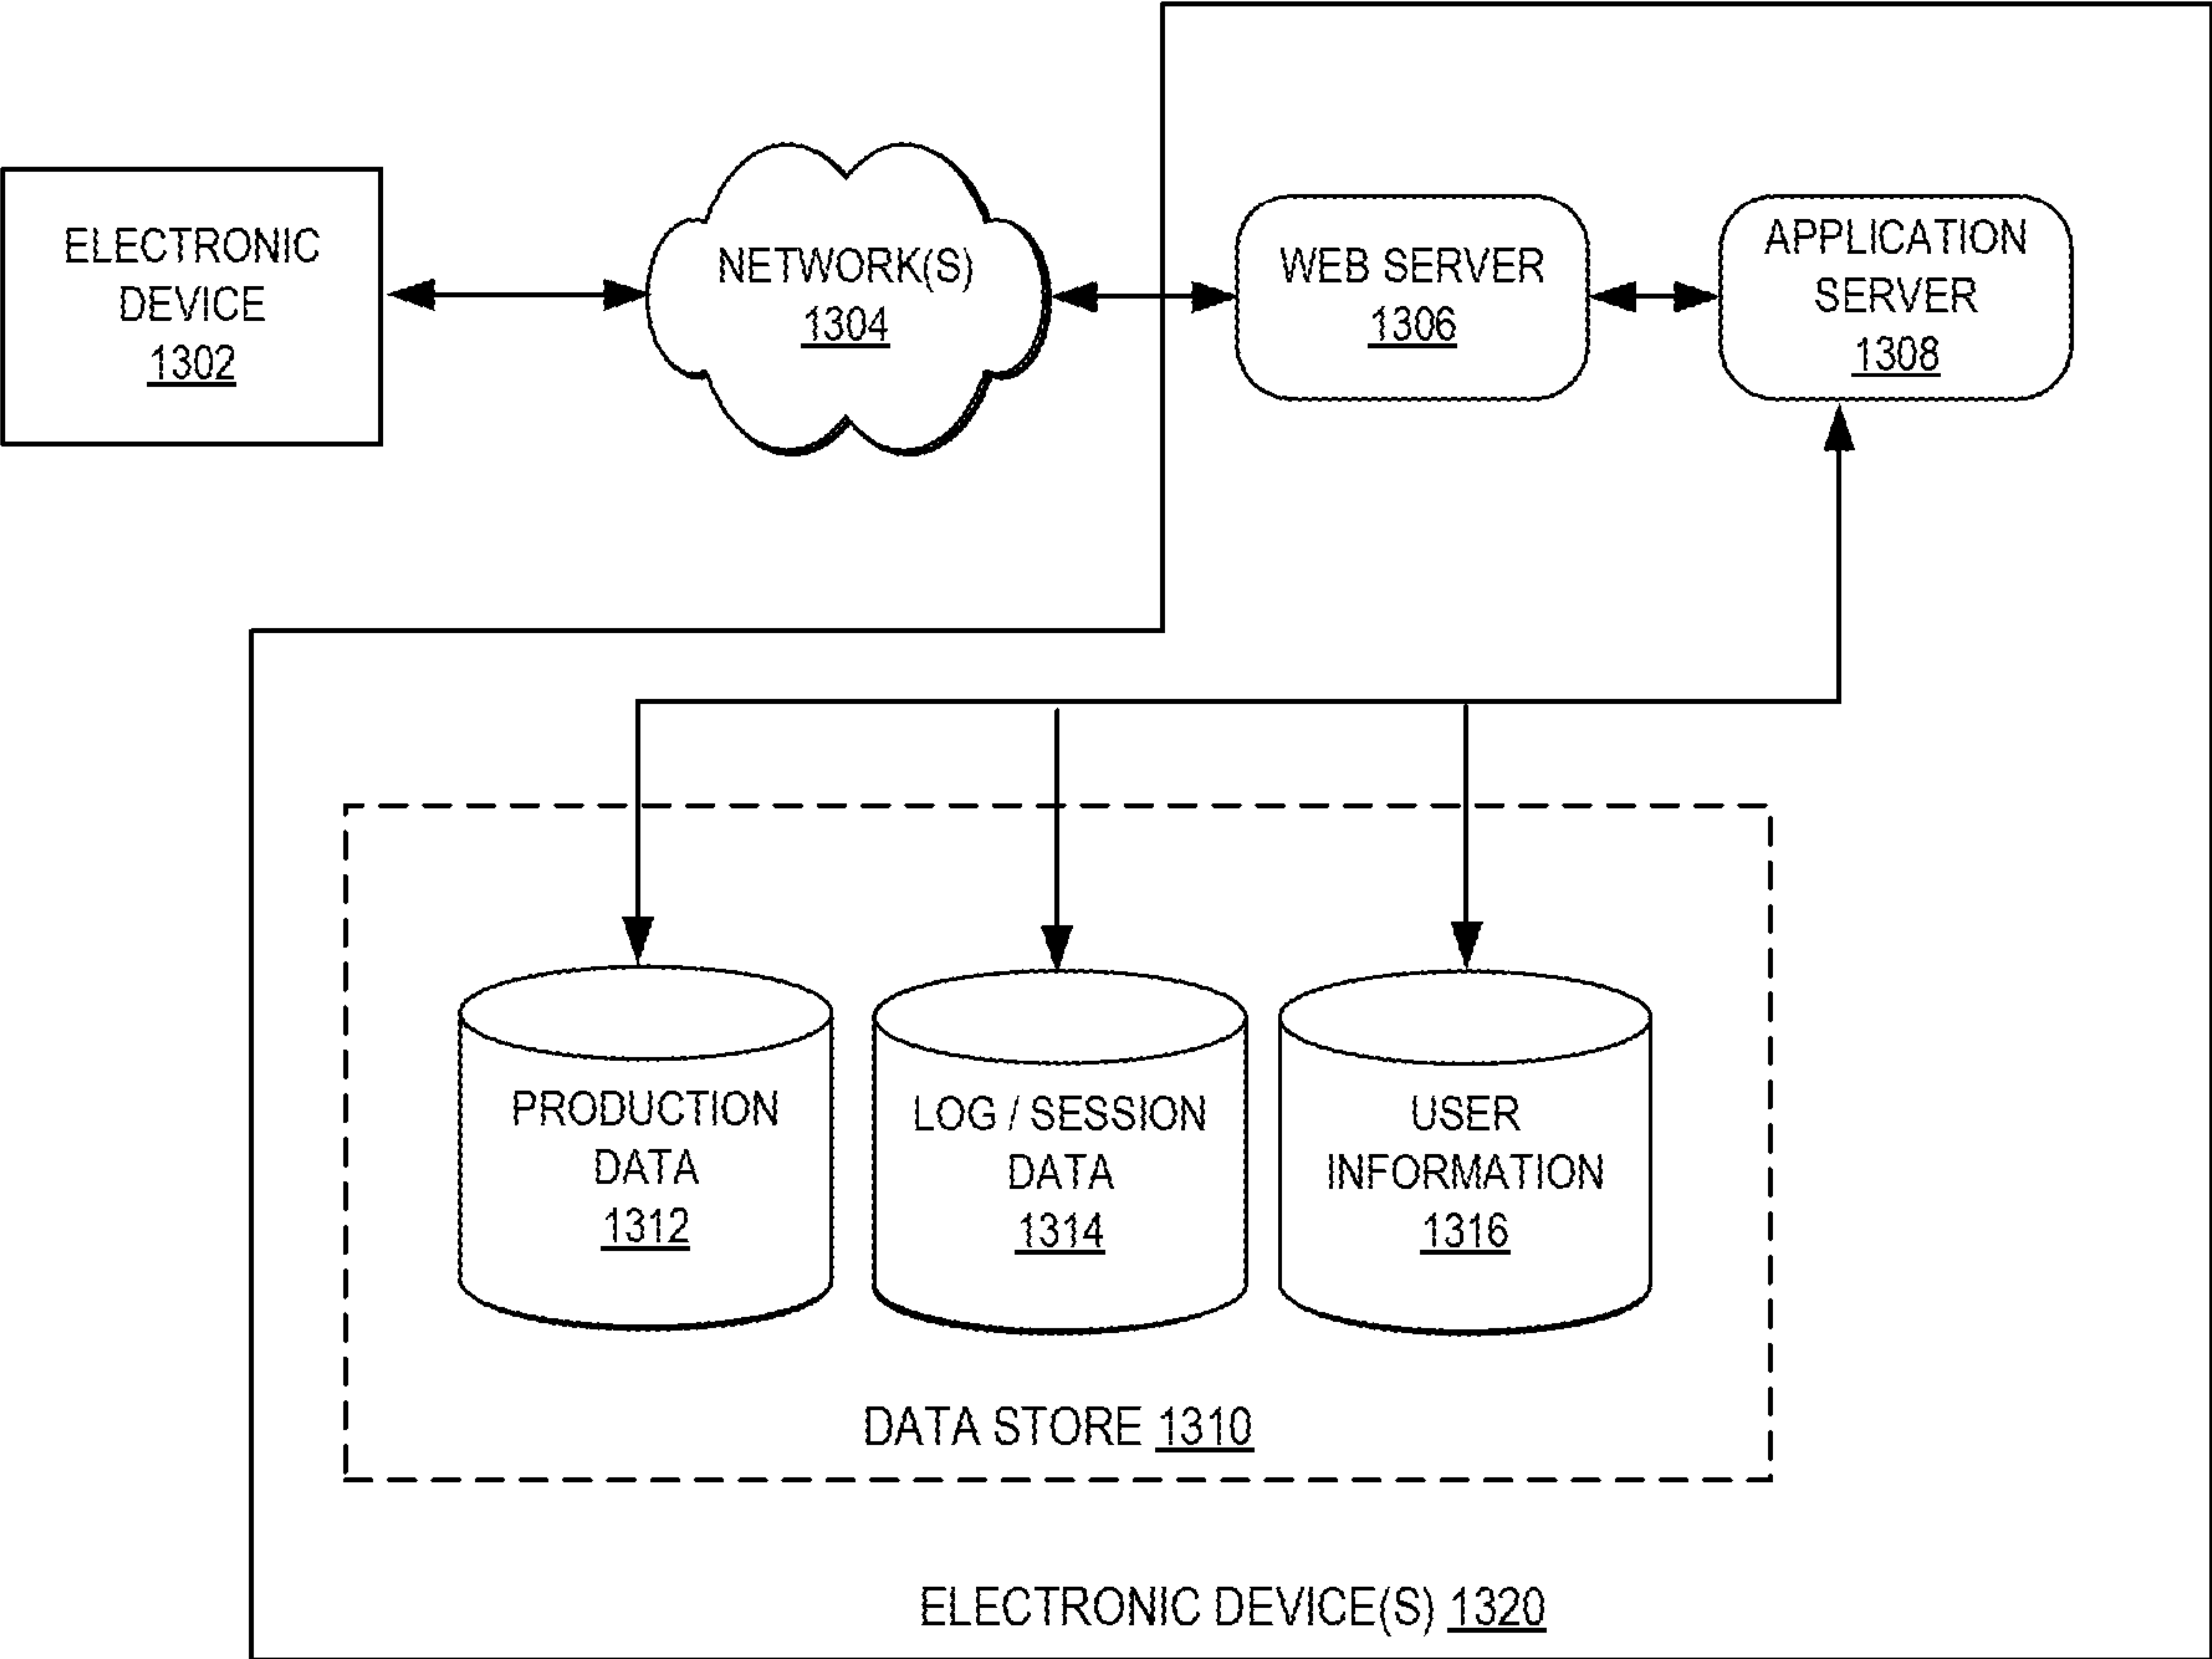 ELECTRONIC
DEVICE
1302
NETWORK(S)
1304
WEB SERVER
1306
APPLICATION
SERVER
1308
PRODUCTION
DATA
1312
LOG / SESSION
DATA
1314
USER
INFORMATION
1316
DATA STORE 1310
ELECTRONIC DEVICE(S) 1320